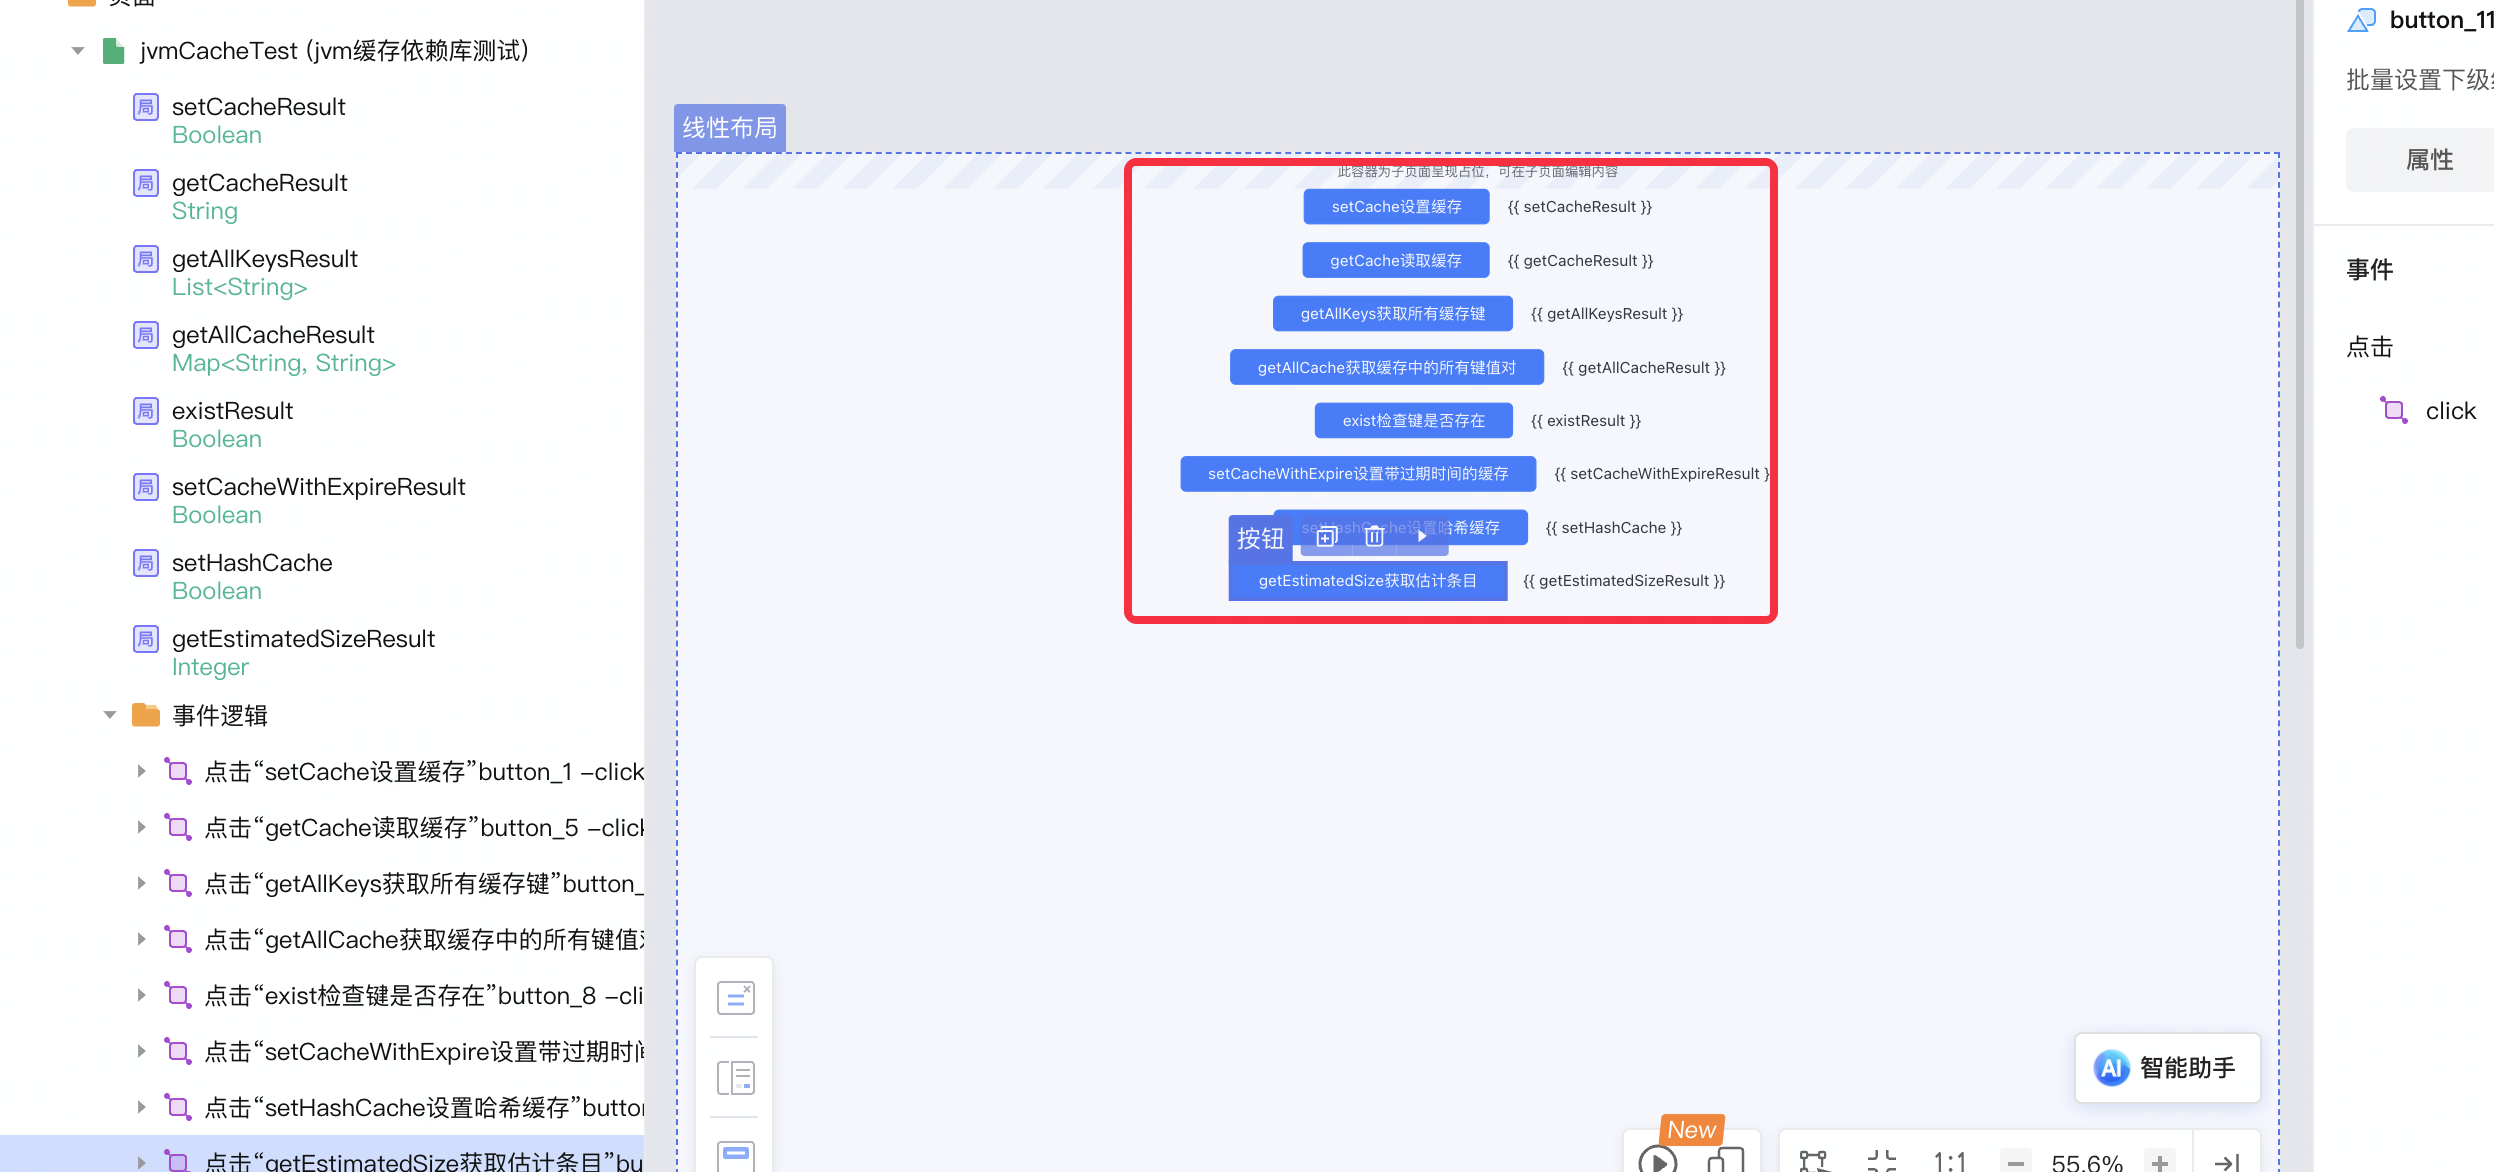 页面
jvmCacheTest (jvm缓存依赖库测试)
局 setCacheResult
Boolean
局 getCacheResult
String
局 getAllKeysResult
List<String>
局 getAllCacheResult
Map<String, String>
局 existResult
Boolean
局 setCacheWithExpireResult
Boolean
局 setHashCache
Boolean
局 getEstimatedSizeResult
Integer
事件逻辑
点击“setCache设置缓存”button_1 –click
点击“getCache读取缓存”button_5 –click
点击“getAllKeys获取所有缓存键”button_
点击“getAllCache获取缓存中的所有键值对
点击“exist检查键是否存在”button_8 –cli
点击“setCacheWithExpire设置带过期时间
点击“setHashCache设置哈希缓存”button
点击“getEstimatedSize获取估计条目”bu
线性布局
此容器为子页面呈现占位，可在子页面编辑内容
setCache设置缓存 {{ setCacheResult }}
getCache读取缓存 {{ getCacheResult }}
getAllKeys获取所有缓存键 {{ getAllKeysResult }}
getAllCache获取缓存中的所有键值对 {{ getAllCacheResult }}
exist检查键是否存在 {{ existResult }}
setCacheWithExpire设置带过期时间的缓存 {{ setCacheWithExpireResult }
setHashCache设置哈希缓存 {{ setHashCache }}
按钮
getEstimatedSize获取估计条目 {{ getEstimatedSizeResult }}
AI 智能助手
New
1:1
55.6%
button_11
批量设置下级
属性
事件
点击
click